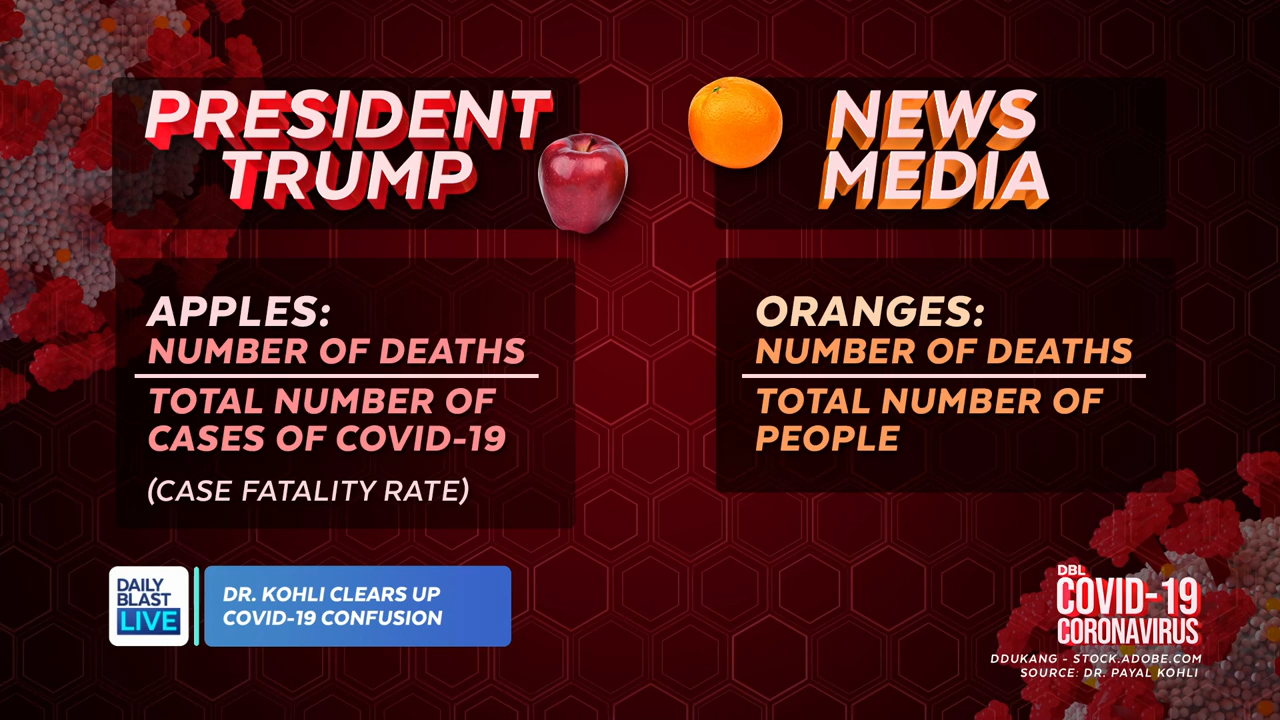 PRESIDENT
TRUMP
NEWS
MEDIA
APPLES:
NUMBER OF DEATHS
TOTAL NUMBER OF
CASES OF COVID-19
(CASE FATALITY RATE)
ORANGES:
NUMBER OF DEATHS
TOTAL NUMBER OF
PEOPLE
DAILY
BLAST
LIVE
DR. KOHLI CLEARS UP
COVID-19 CONFUSION
DBL
COVID-19
CORONAVIRUS
DDUKANG - STOCK.ADOBE.COM
SOURCE: DR. PAYAL KOHLI